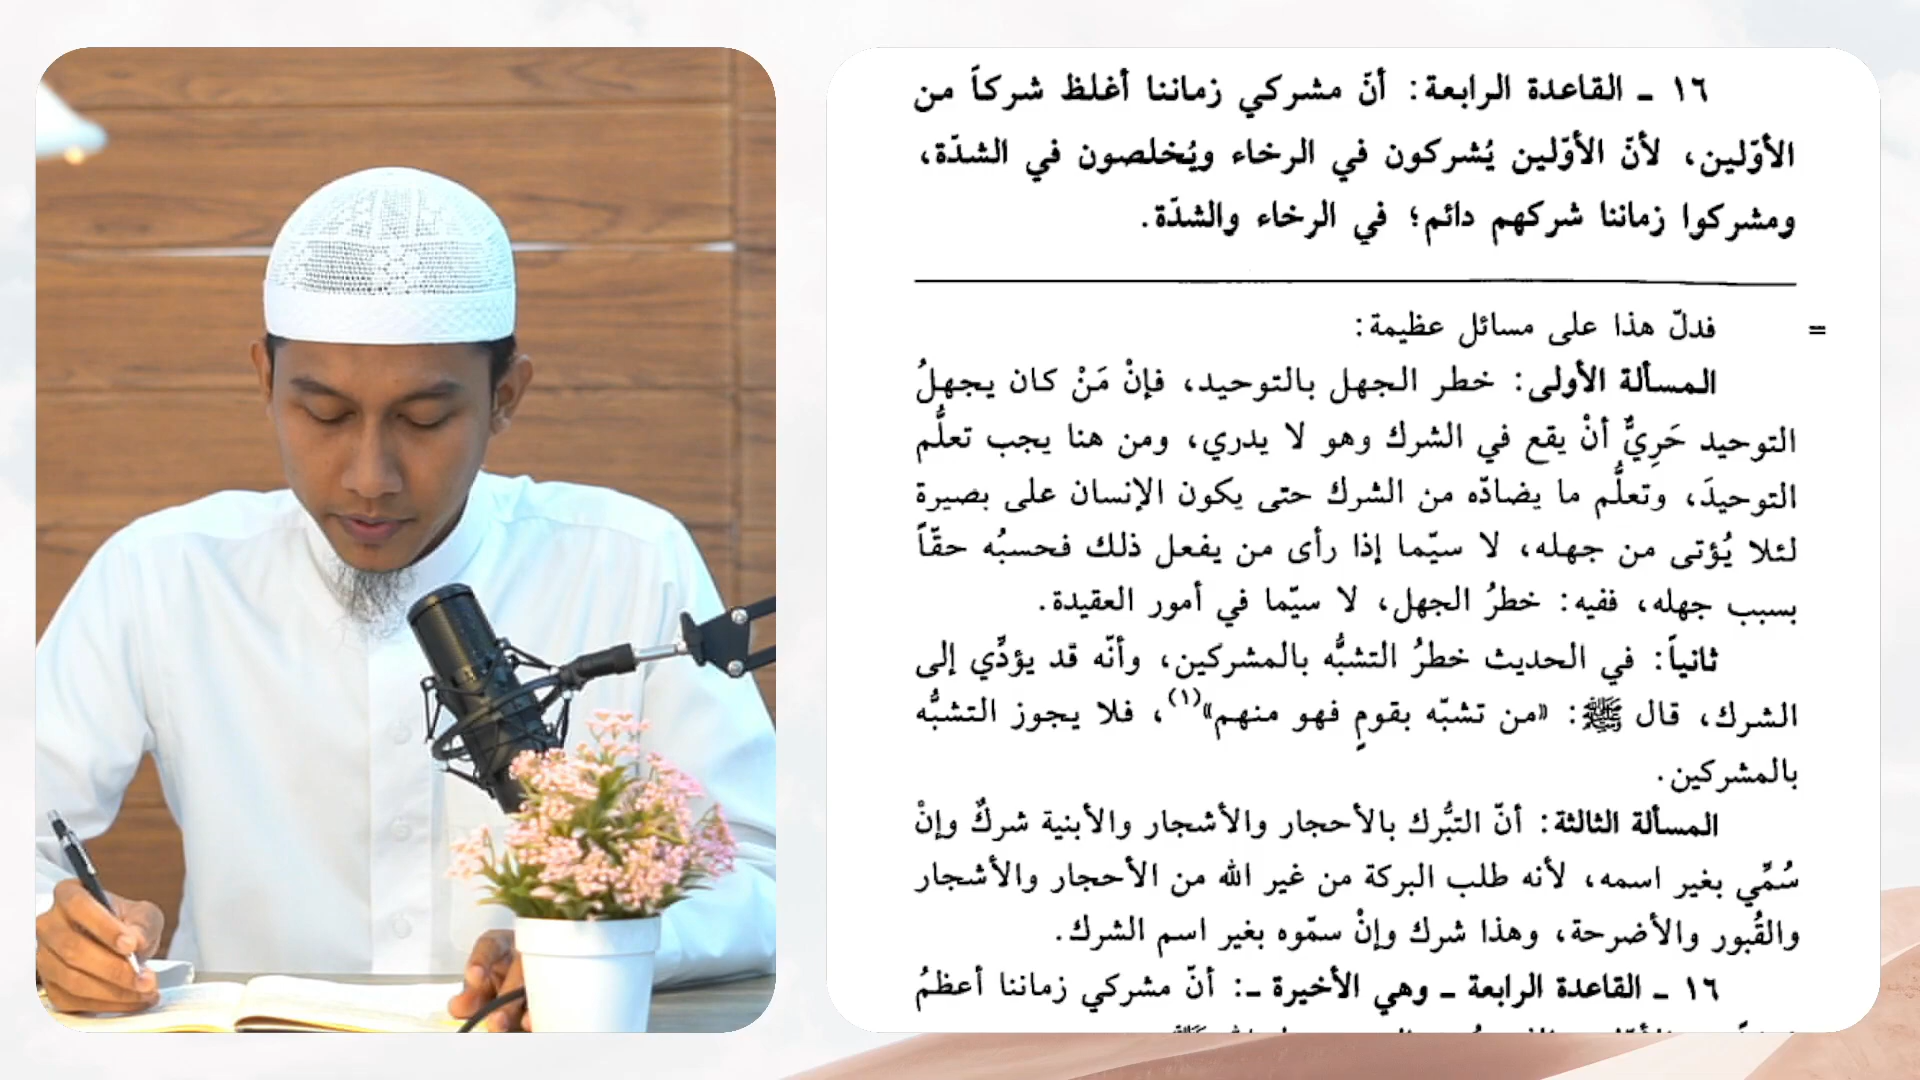 ١٦ ـ القاعدة الرابعة: أنّ مشركي زماننا أغلظ شركاً من
الأوّلين، لأنّ الأوّلين يُشركون في الرخاء ويُخلصون في الشدّة،
ومشركوا زماننا شركهم دائم؛ في الرخاء والشدّة.
= فدلّ هذا على مسائل عظيمة:
المسألة الأولى: خطر الجهل بالتوحيد، فإنْ مَنْ كان يجهلُ
التوحيد حَرِيٌّ أنْ يقع في الشرك وهو لا يدري، ومن هنا يجب تعلُّم
التوحيدَ، وتعلُّم ما يضادّه من الشرك حتى يكون الإنسان على بصيرة
لئلا يُؤتى من جهله، لا سيّما إذا رأى من يفعل ذلك فحسبُه حقّاً
بسبب جهله، ففيه: خطرُ الجهل، لا سيّما في أمور العقيدة.
ثانياً: في الحديث خطرُ التشبُّه بالمشركين، وأنّه قد يؤدِّي إلى
الشرك، قال ﷺ: «من تشبّه بقومٍ فهو منهم»(١)، فلا يجوز التشبُّه
بالمشركين.
المسألة الثالثة: أنّ التبُّرك بالأحجار والأشجار والأبنية شركٌ وإنْ
سُمِّي بغير اسمه، لأنه طلب البركة من غير الله من الأحجار والأشجار
والقُبور والأضرحة، وهذا شرك وإنْ سمّوه بغير اسم الشرك.
١٦ ـ القاعدة الرابعة ـ وهي الأخيرة ـ: أنّ مشركي زماننا أعظمُ